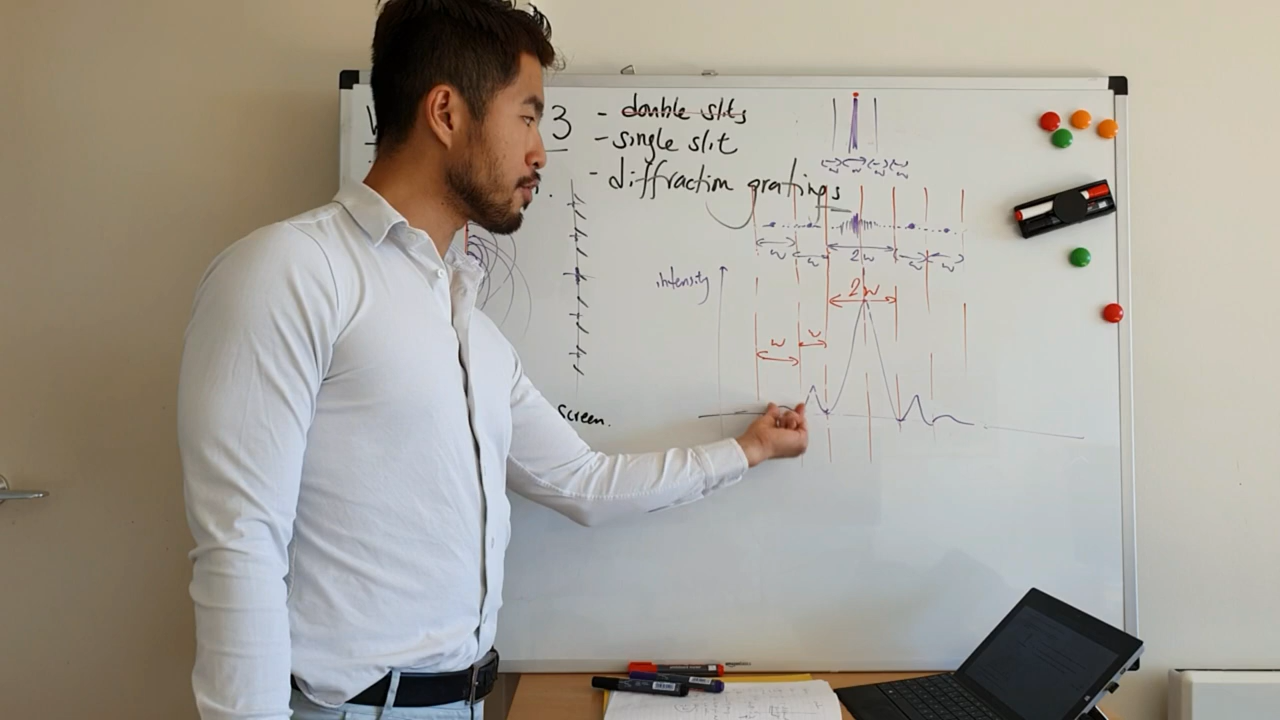 3
- double slits
- single slit
- diffraction gratings
w w w w
w w 2w w w
intensity
2w
w w
screen.